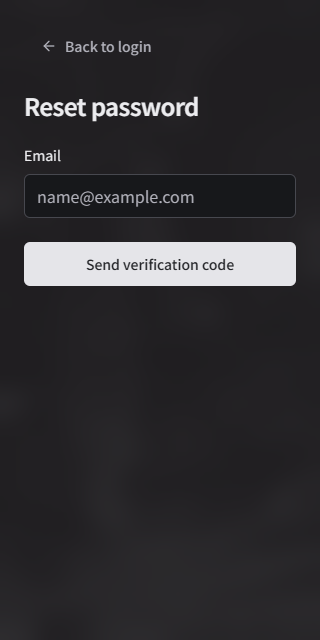 Back to login
Reset password
Email
name@example.com
Send verification code